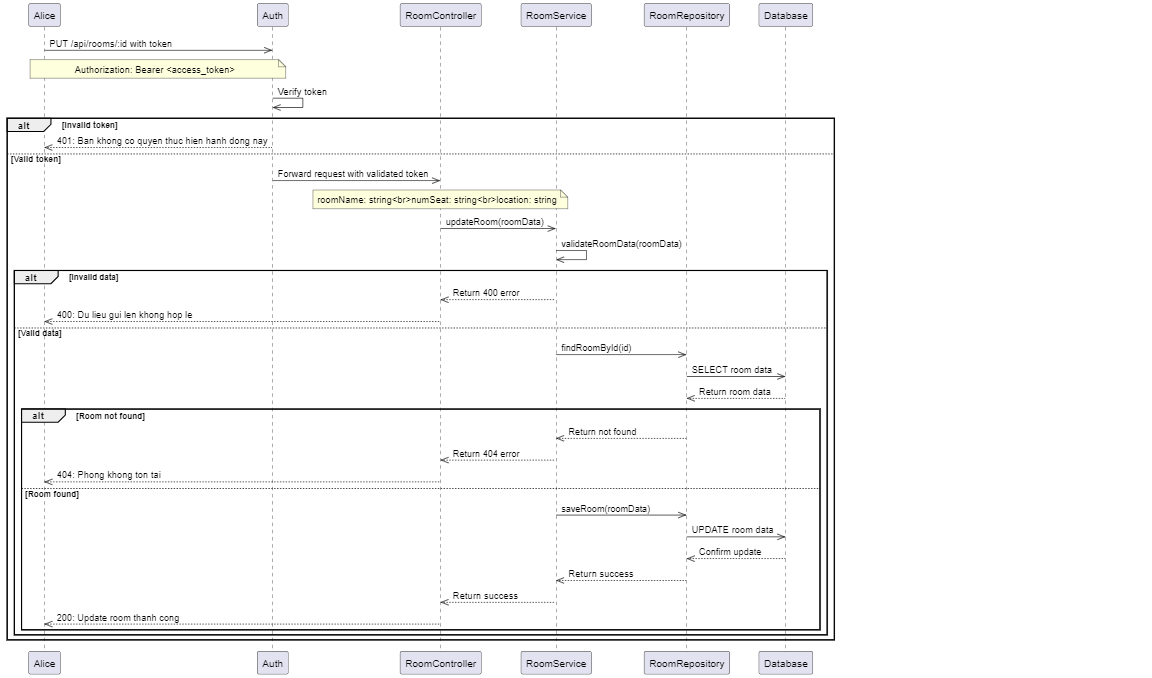 Alice Auth RoomController RoomService RoomRepository Database
PUT /api/rooms/:id with token
Authorization: Bearer <access_token>
Verify token
alt [Invalid token]
401: Ban khong co quyen thuc hien hanh dong nay
[Valid token]
Forward request with validated token
roomName: string<br>numSeat: string<br>location: string
updateRoom(roomData)
validateRoomData(roomData)
alt [Invalid data]
Return 400 error
400: Du lieu gui len khong hop le
[Valid data]
findRoomById(id)
SELECT room data
Return room data
alt [Room not found]
Return not found
Return 404 error
404: Phong khong ton tai
[Room found]
saveRoom(roomData)
UPDATE room data
Confirm update
Return success
Return success
200: Update room thanh cong
Alice Auth RoomController RoomService RoomRepository Database